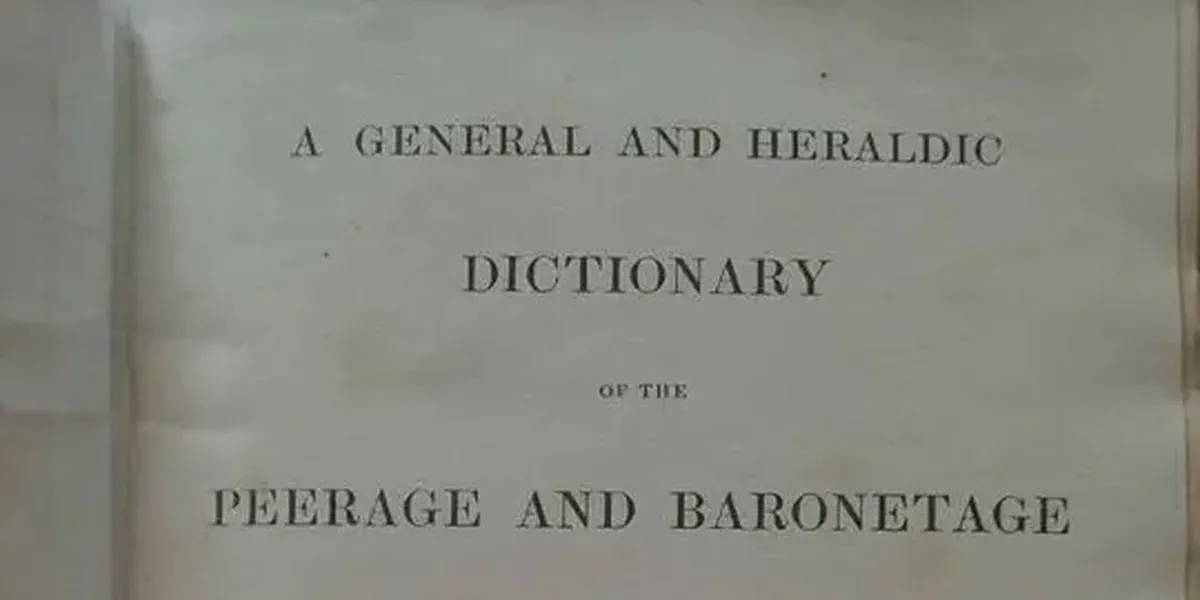 A GENERAL AND HERALDIC
DICTIONARY
OF THE
PEERAGE AND BARONETAGE